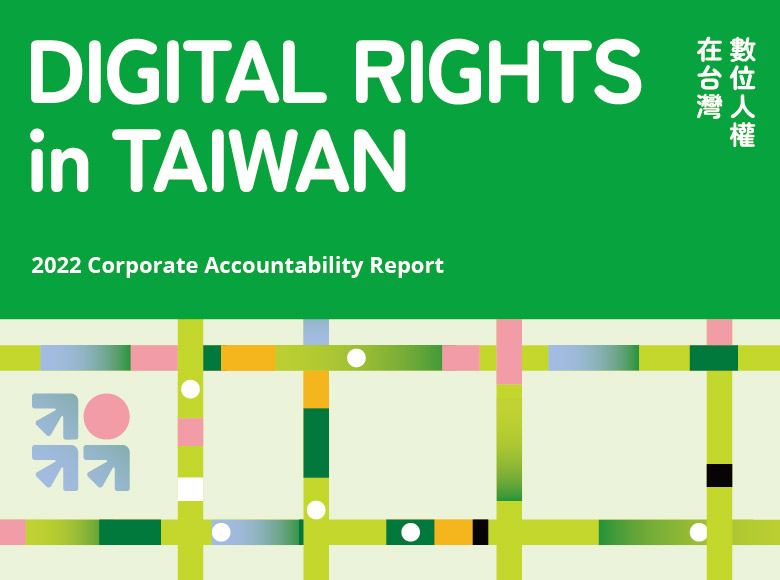 DIGITAL RIGHTS
in TAIWAN
數位人權
在台灣
2022 Corporate Accountability Report